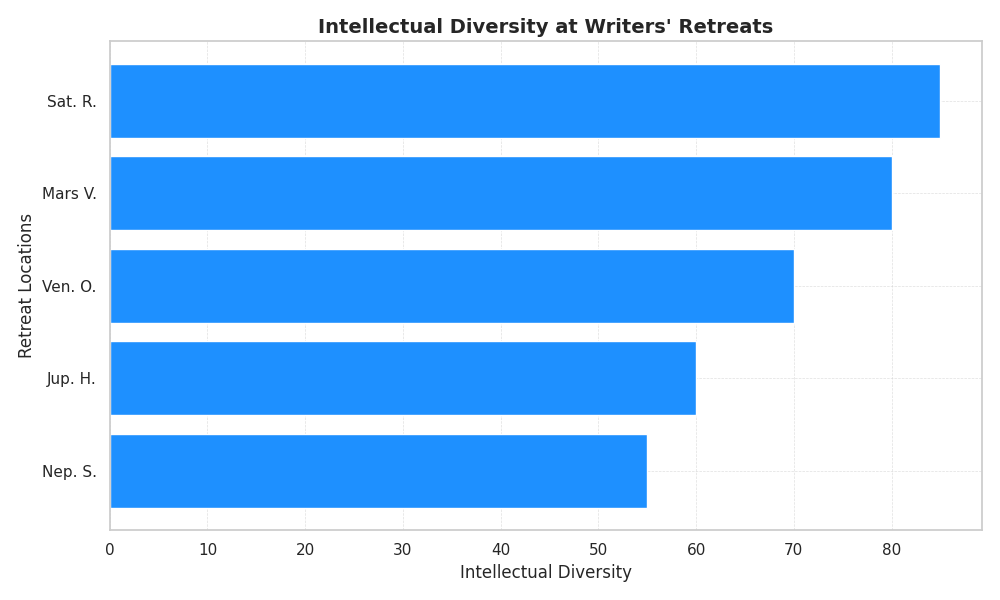 Intellectual Diversity at Writers' Retreats
Retreat Locations
Sat. R.
Mars V.
Ven. O.
Jup. H.
Nep. S.
0 10 20 30 40 50 60 70 80
Intellectual Diversity